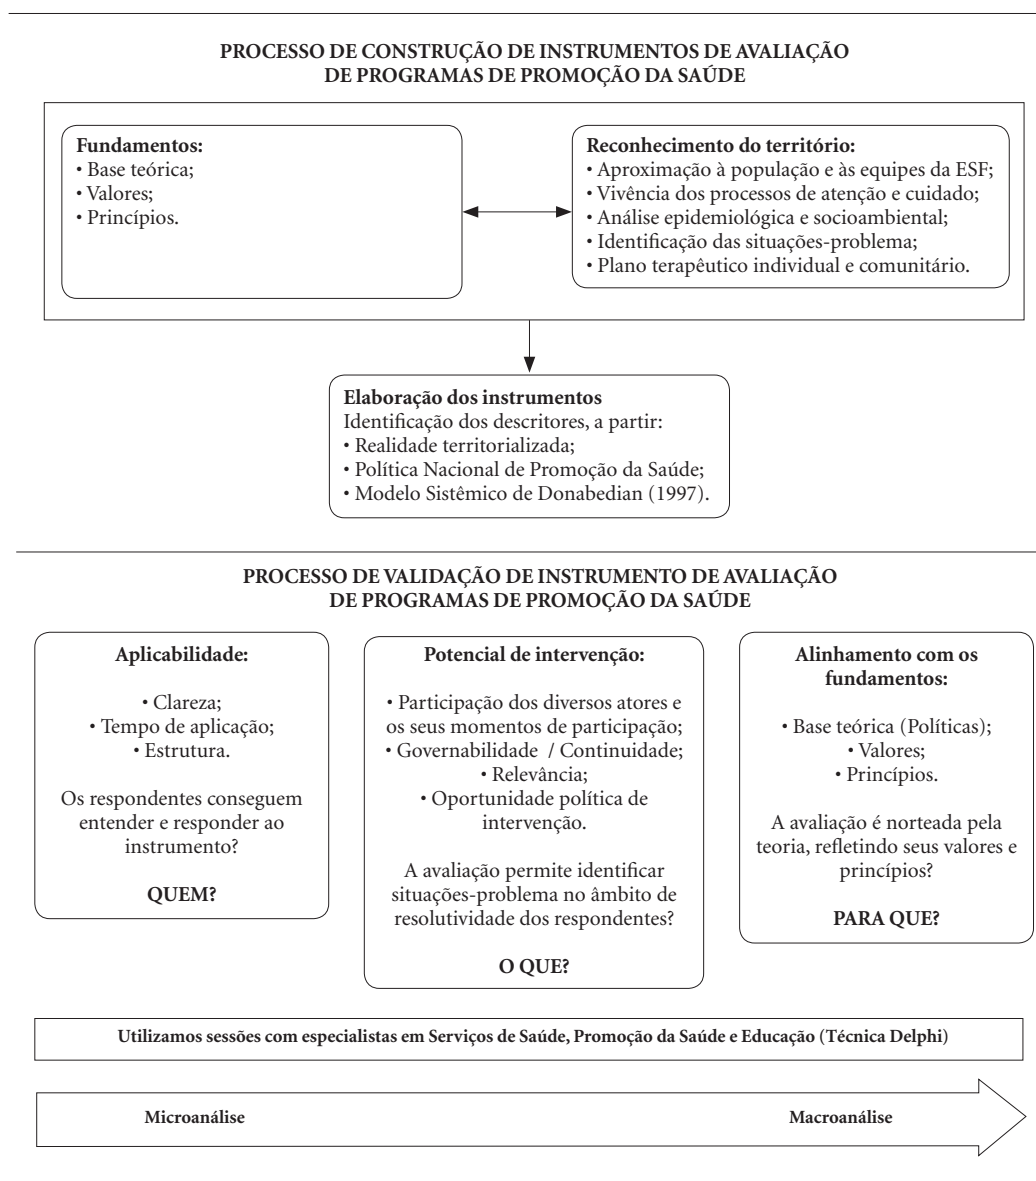 PROCESSO DE CONSTRUÇÃO DE INSTRUMENTOS DE AVALIAÇÃO
DE PROGRAMAS DE PROMOÇÃO DA SAÚDE
Fundamentos:
• Base teórica;
• Valores;
• Princípios.
Reconhecimento do território:
• Aproximação à população e às equipes da ESF;
• Vivência dos processos de atenção e cuidado;
• Análise epidemiológica e socioambiental;
• Identificação das situações-problema;
• Plano terapêutico individual e comunitário.
Elaboração dos instrumentos
Identificação dos descritores, a partir:
• Realidade territorializada;
• Política Nacional de Promoção da Saúde;
• Modelo Sistêmico de Donabedian (1997).
PROCESSO DE VALIDAÇÃO DE INSTRUMENTO DE AVALIAÇÃO
DE PROGRAMAS DE PROMOÇÃO DA SAÚDE
Aplicabilidade:
• Clareza;
• Tempo de aplicação;
• Estrutura.
Os respondentes conseguem
entender e responder ao
instrumento?
QUEM?
Potencial de intervenção:
• Participação dos diversos atores e
os seus momentos de participação;
• Governabilidade / Continuidade;
• Relevância;
• Oportunidade política de
intervenção.
A avaliação permite identificar
situações-problema no âmbito de
resolutividade dos respondentes?
O QUE?
Alinhamento com os
fundamentos:
• Base teórica (Políticas);
• Valores;
• Princípios.
A avaliação é norteada pela
teoria, refletindo seus valores e
princípios?
PARA QUE?
Utilizamos sessões com especialistas em Serviços de Saúde, Promoção da Saúde e Educação (Técnica Delphi)
Microanálise
Macroanálise